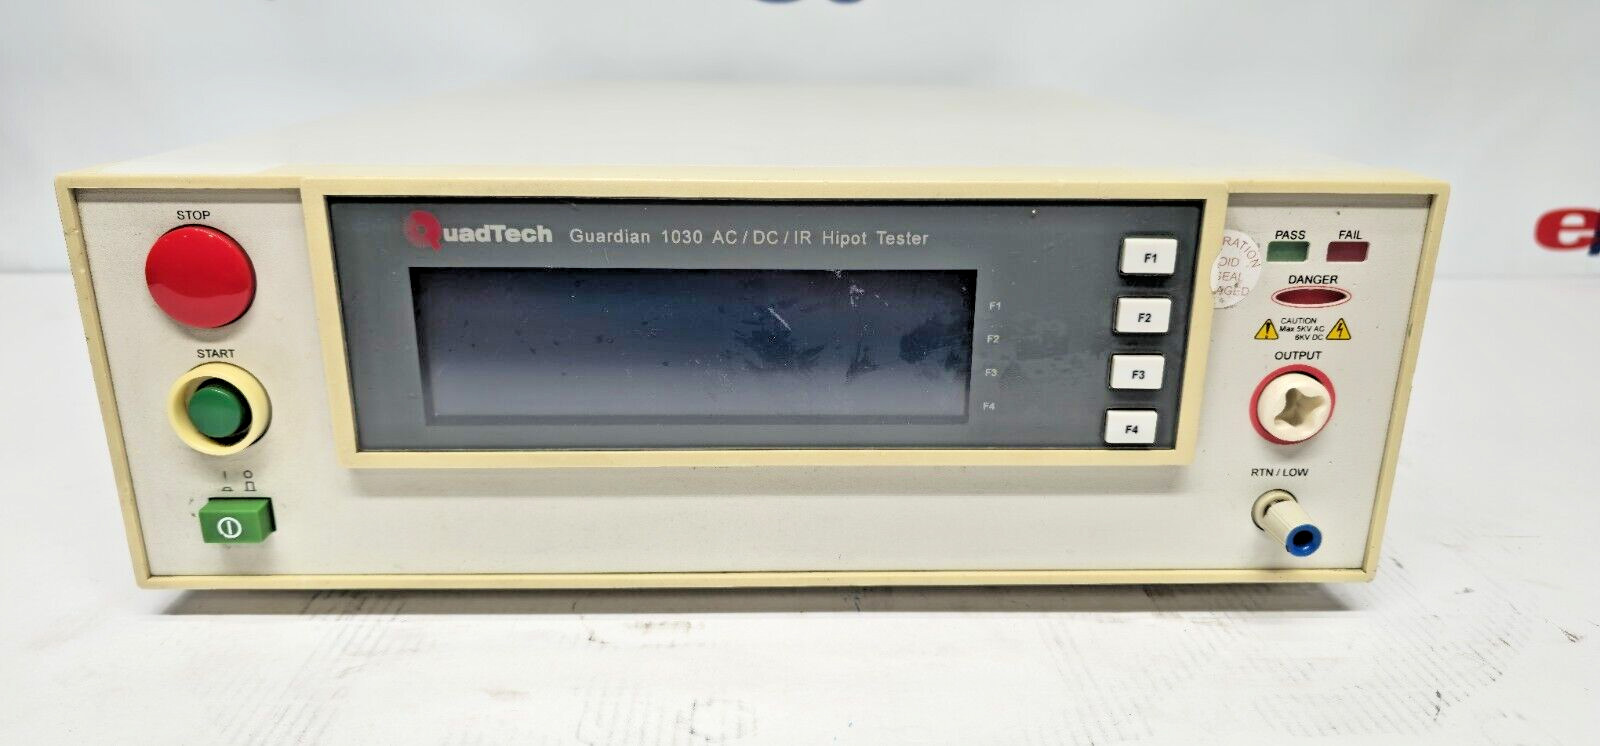 STOP
START
I O
QuadTech Guardian 1030 AC/DC/IR Hipot Tester
F1
F2
F3
F4
F1
F2
F3
F4
PASS FAIL
DANGER
CAUTION
Max 5KV AC
6KV DC
OUTPUT
RTN / LOW